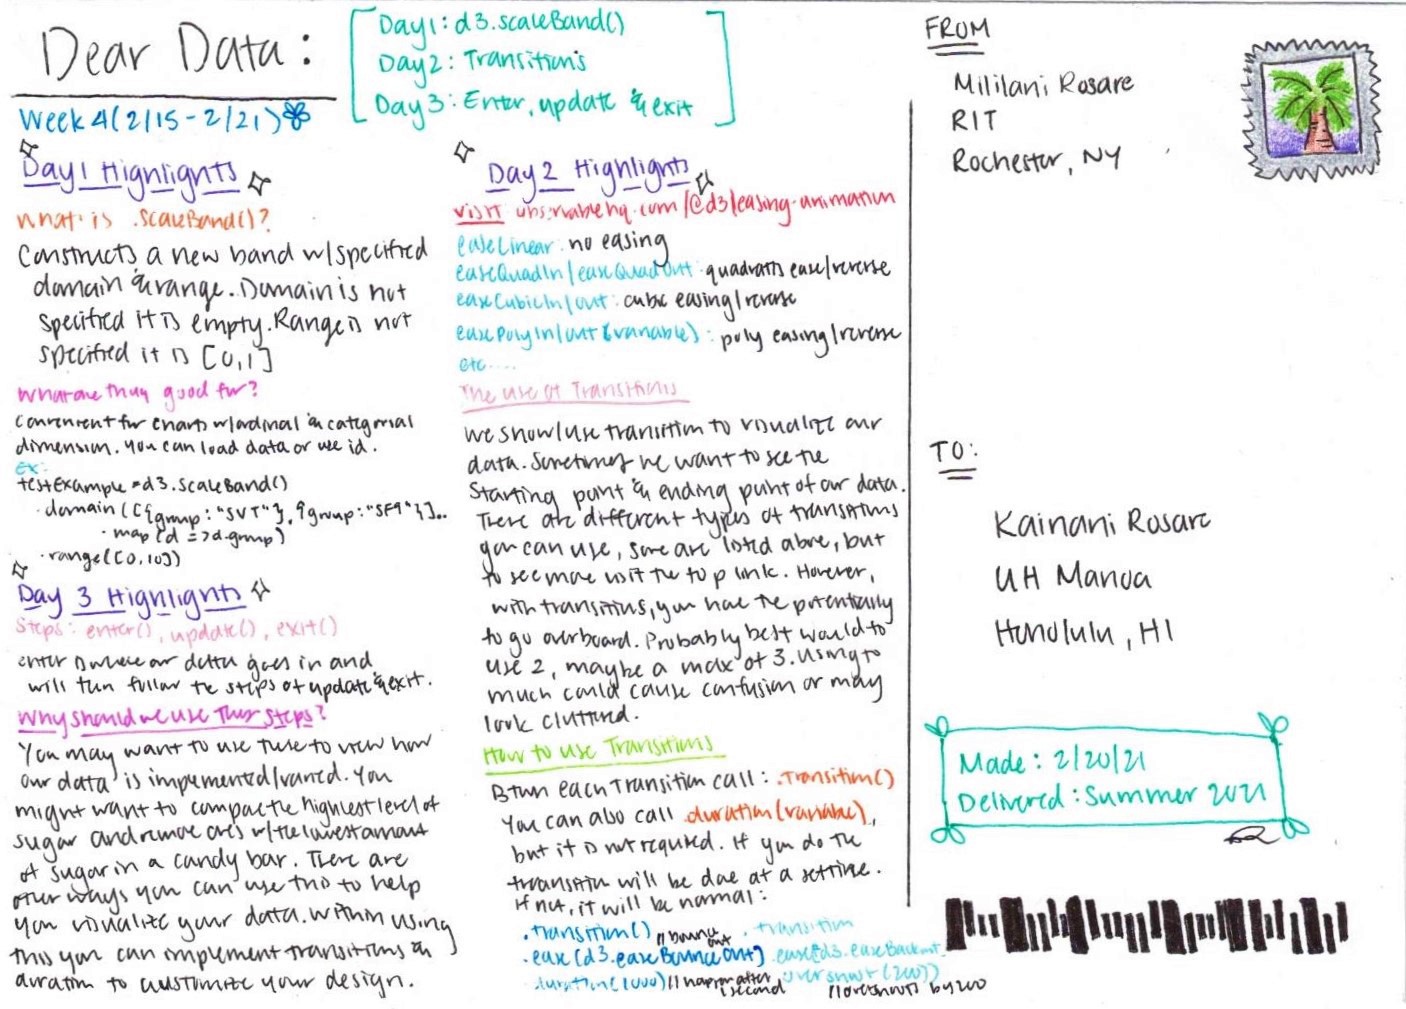 Dear Data:
Day1: d3.scaleBand()
Day2: Transitions
Day3: Enter, update & exit
Week 4 (2/15 - 2/21)
Day 1 Highlights
What is .scaleBand()?
Constructs a new band w/specified
domain & range. Domain is not
specified it is empty. Range is not
specified it is [0,1]
What are they good for?
Convenient for charts w/ordinal & categorial
dimension. You can load data or use id.
Ex:
testExample = d3.scaleBand()
.domain([{group: "SVT"}, {group: "SF9"}]..
.map(d => d.group)
.range([0,10])
Day 3 Highlights
Steps: enter(), update(), exit()
enter is where our data goes in and
will then follow the steps of update & exit.
Why should we use these steps?
You may want to use these to view how
our data is implemented/varied. You
might want to compact the highest level of
sugar and remove ones w/the lowest amount
of sugar in a candy bar. There are
other ways you can use this to help
you visualize your data. Within using
this you can implement transitions &
duration to customize your design.
Day 2 Highlights
visit observablehq.com/@d3/easing-animation
easeLinear: no easing
easeQuadIn/easeQuadOut: quadratic ease/reverse
easeCubicIn/out: cubic easing/reverse
easePolyIn/out (variable): poly easing/reverse
etc....
The use of Transitions
We show/use transition to visualize our
data. Sometimes we want to see the
starting point & ending point of our data.
There are different types of transitions
you can use, some are listed above, but
to see more visit the top link. However,
with transitions, you have the potentially
to go overboard. Probably best would to
use 2, maybe a max of 3. Using to
much could cause confusion or may
look cluttered.
How to use Transitions
Btwn each transition call: .transition()
You can also call .duration(variable),
but it is not required. If you do the
transition will be done at a settime.
If not, it will be normal:
.transition() //bounce out
.ease(d3.easeBounceOut)
.duration(1000) //happen after 1 second
.transition
.ease(d3.easeBackout
.overshoot(200))
//overshoots by 200
FROM
Mililani Rosare
RIT
Rochester, NY
TO:
Kainani Rosare
UH Manoa
Honolulu, HI
Made: 2/20/21
Delivered: Summer 2021